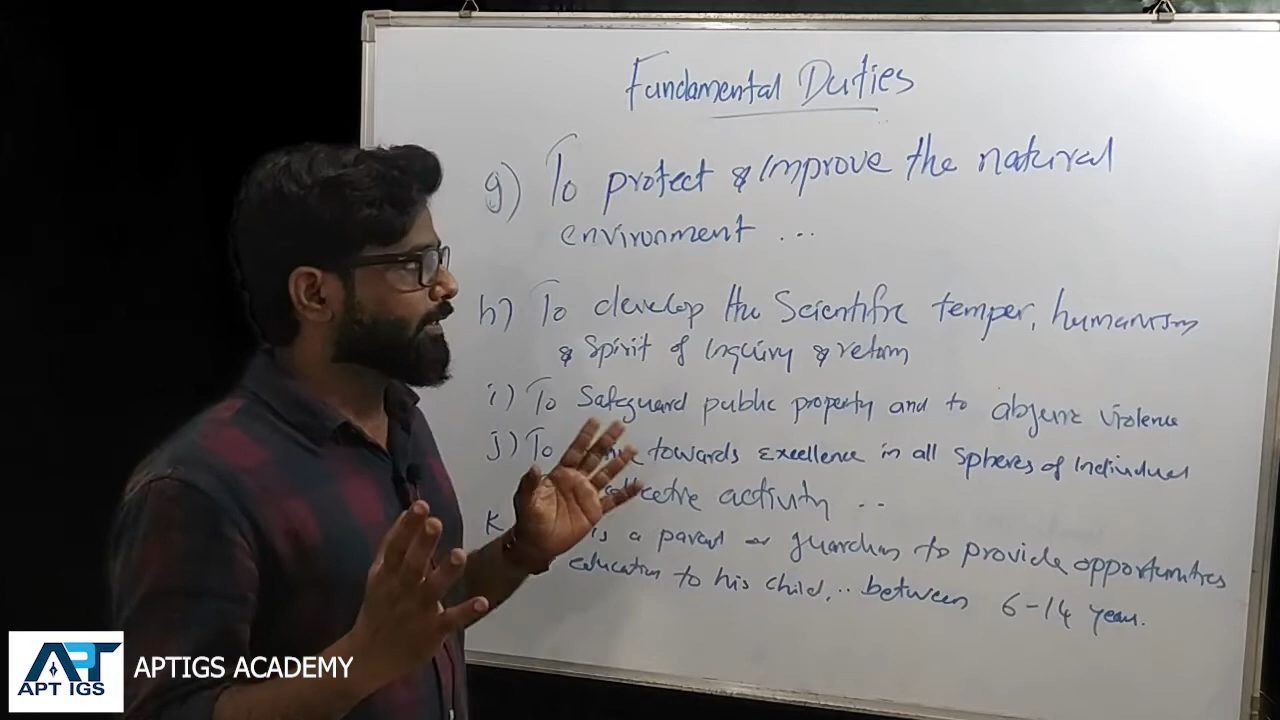 Fundamental Duties
g) To protect & improve the natural
environment ...
h) To develop the Scientific temper, humanism
& Spirit of Inquiry & reform
i) To Safeguard public property and to abjure violence
j) To towards excellence in all spheres of individual
activity ..
K is a parent or guardian to provide opportunities
education to his child, .. between 6-14 years.
APT IGS
APTIGS ACADEMY